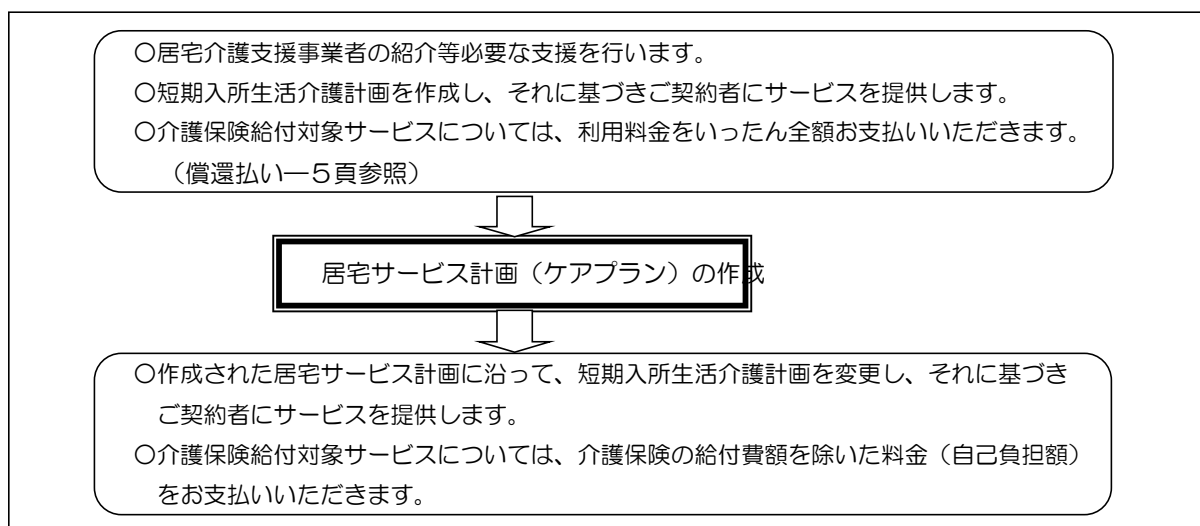 ○居宅介護支援事業者の紹介等必要な支援を行います。
○短期入所生活介護計画を作成し、それに基づきご契約者にサービスを提供します。
○介護保険給付対象サービスについては、利用料金をいったん全額お支払いいただきます。
（償還払い―５頁参照）
居宅サービス計画（ケアプラン）の作成
○作成された居宅サービス計画に沿って、短期入所生活介護計画を変更し、それに基づき
ご契約者にサービスを提供します。
○介護保険給付対象サービスについては、介護保険の給付費額を除いた料金（自己負担額）
をお支払いいただきます。